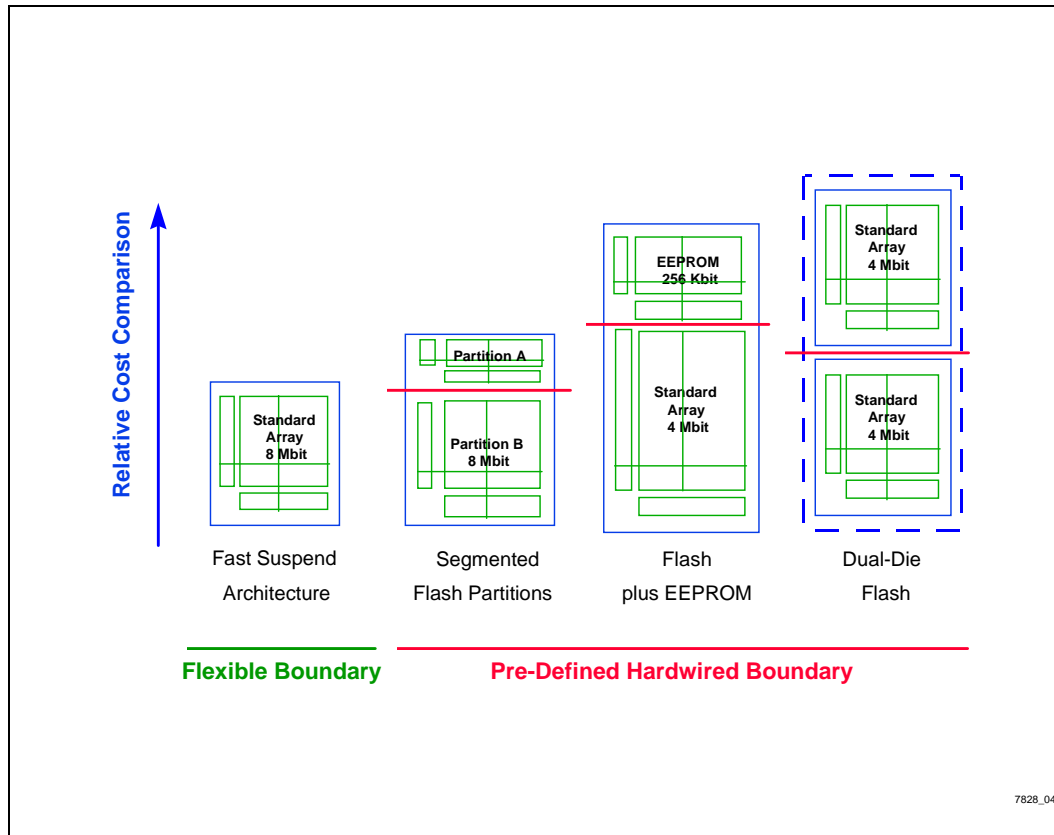 Relative Cost Comparison
Standard
Array
8 Mbit
Fast Suspend
Architecture
Partition A
Partition B
8 Mbit
Segmented
Flash Partitions
EEPROM
256 Kbit
Standard
Array
4 Mbit
Flash
plus EEPROM
Standard
Array
4 Mbit
Standard
Array
4 Mbit
Dual-Die
Flash
Flexible Boundary
Pre-Defined Hardwired Boundary
7828_04